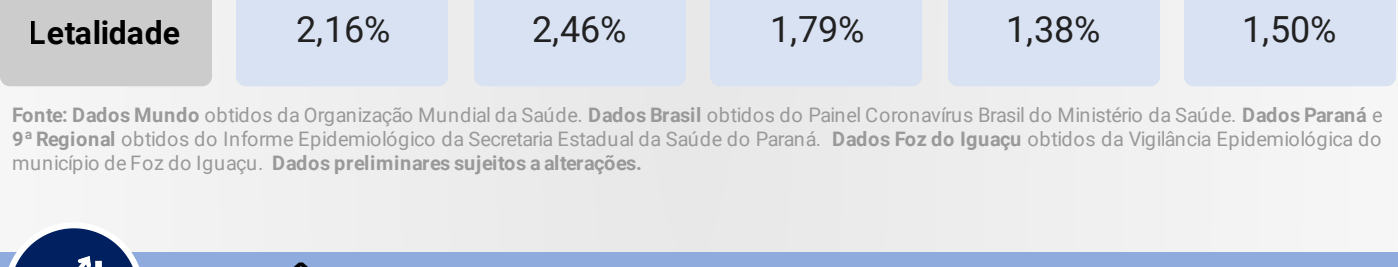 Letalidade 2,16% 2,46% 1,79% 1,38% 1,50%
Fonte: Dados Mundo obtidos da Organização Mundial da Saúde. Dados Brasil obtidos do Painel Coronavírus Brasil do Ministério da Saúde. Dados Paraná e
9ª Regional obtidos do Informe Epidemiológico da Secretaria Estadual da Saúde do Paraná. Dados Foz do Iguaçu obtidos da Vigilância Epidemiológica do
município de Foz do Iguaçu. Dados preliminares sujeitos a alterações.